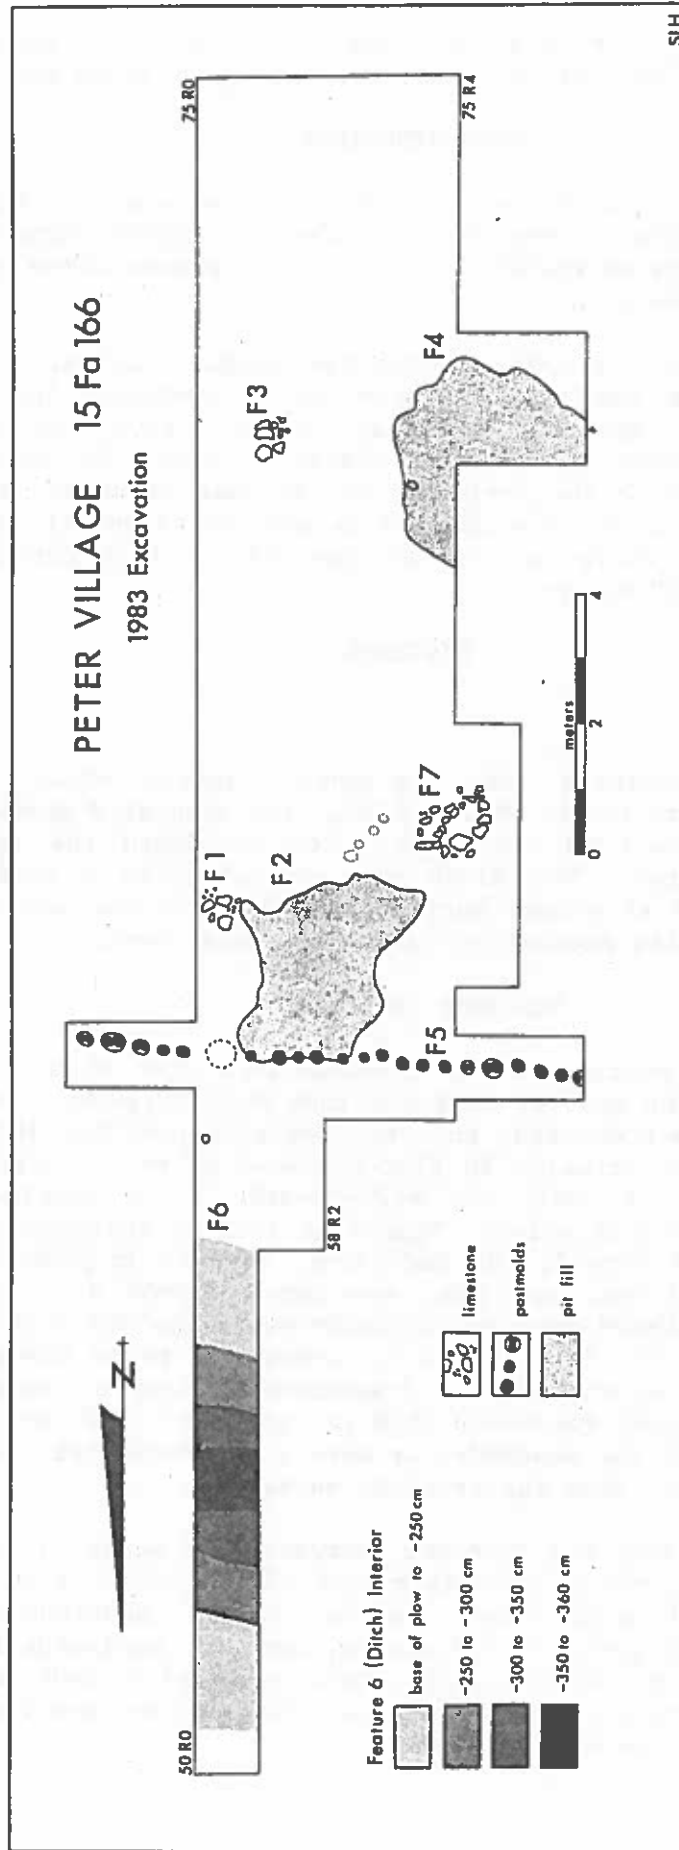 PETER VILLAGE 15 Fa 166
1983 Excavation
50 R0
75 R0
75 R4
58 R2
F6
F1
F2
F3
F4
F5
F7
N
meters
0 2 4
Feature 6 (Ditch) Interior
base of plow to -250cm
-250 to -300 cm
-300 to -350 cm
-350 to -360 cm
limestone
postmolds
pit fill
SLH